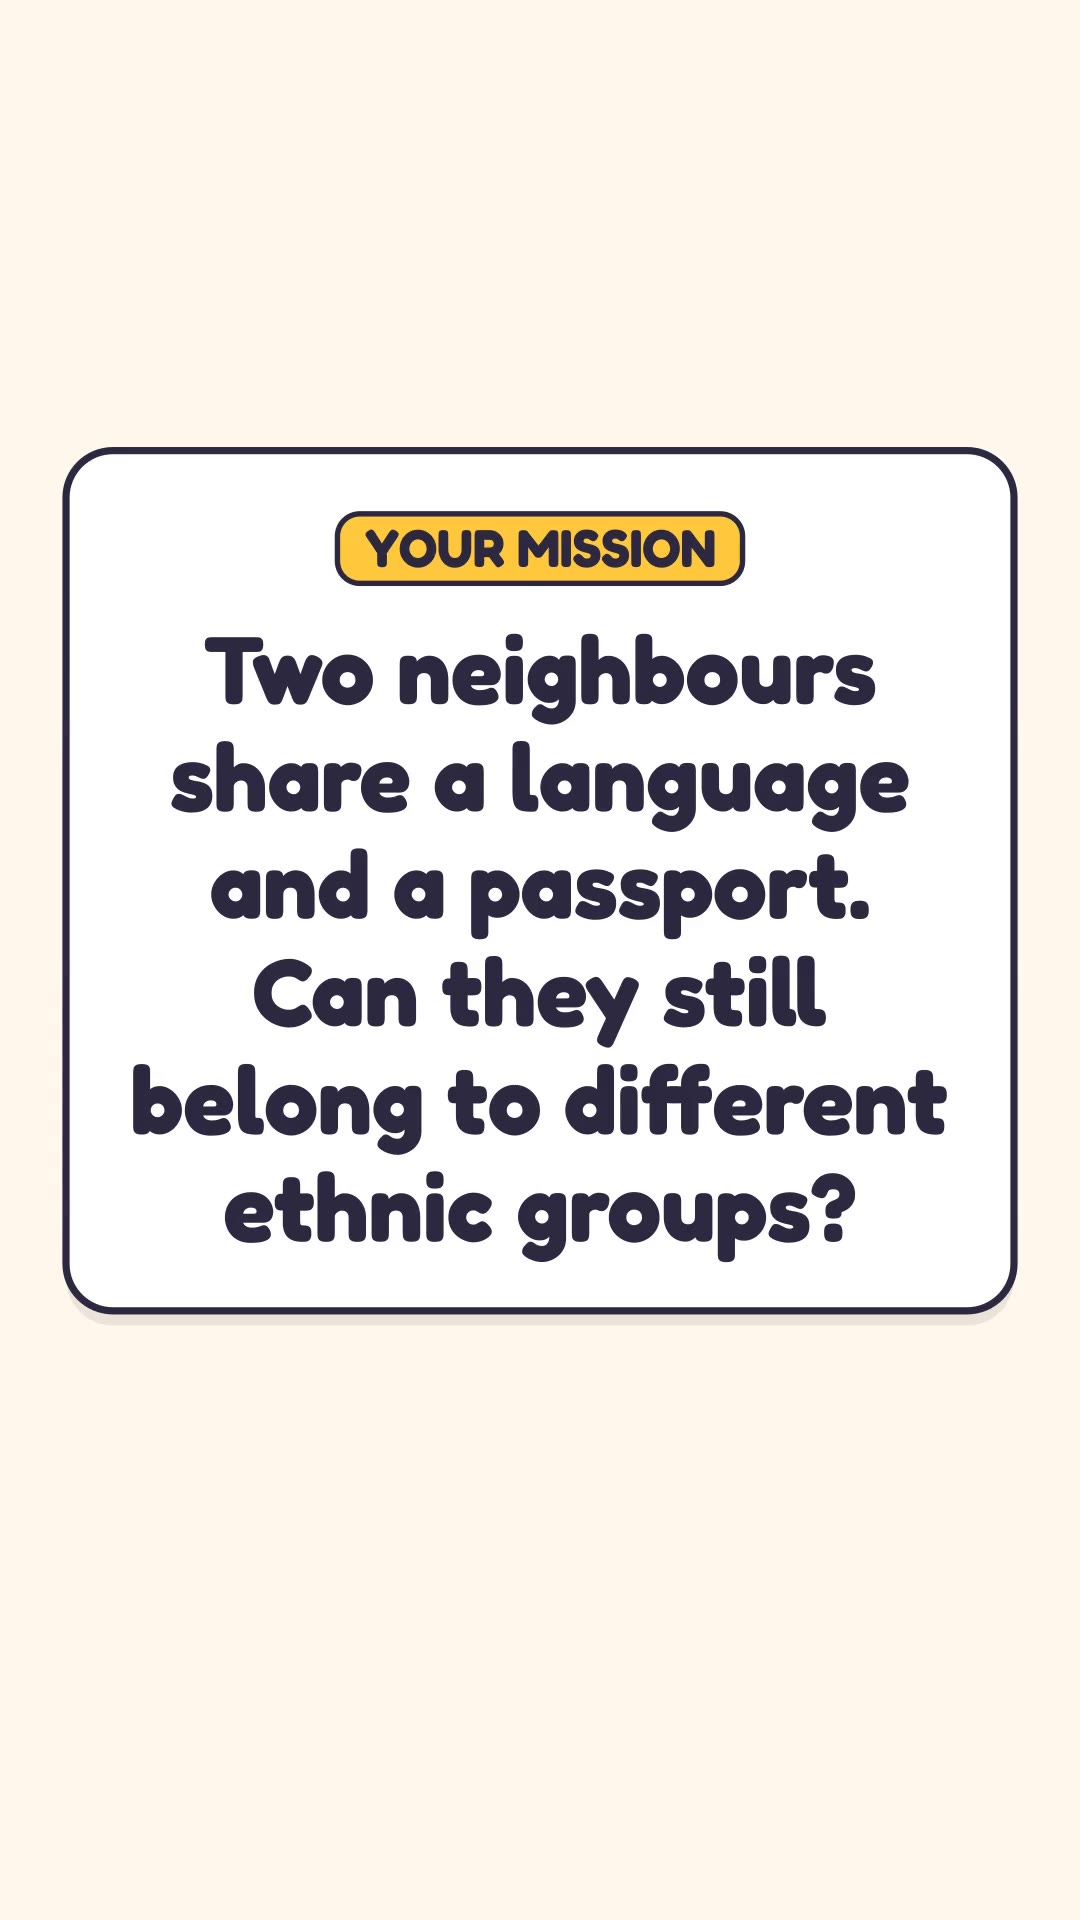 YOUR MISSION
Two neighbours
share a language
and a passport.
Can they still
belong to different
ethnic groups?